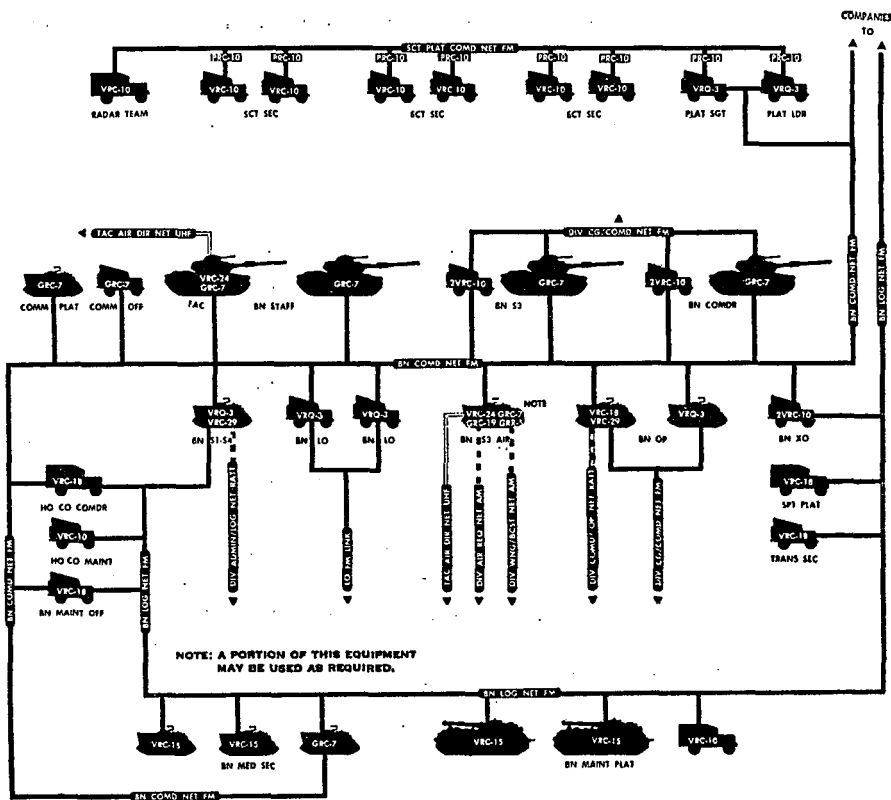 COMPANIES
TO
SCT PLAT COMD NET FM
PRC-10 PRC-10 PRC-10 PRC-10 PRC-10 PRC-10 PRC-10 PRC-10
VRC-10 VRC-10 VRC-10 VRC-10 VRC 10 VRC-10 VRC-10 VRQ-3 VRQ-3
RADAR TEAM SCT SEC SCT SEC SCT SEC PLAT SGT PLAT LDR
TAC AIR DIR NET UHF
DIV CG/COMD NET FM
GRC-7 GRC-7 VRC-24 GRC-7 2VRC-10 GRC-7 2VRC-10 GRC-7
GRC-7
COMM PLAT COMM OFF TAC BN STAFF BN S3 BN COMDR
BN COMD NET FM
BN LOG NET FM
BN COMD NET FM
VRQ-3 VRQ-3 VRQ-3 VRC-24 GRC-7 VRC-18 VRQ-3 2VRC-10
VRC-29 GRC-19 VRC-29
NOTE
BN S1-S4 BN LO BN LO BN S3 AIR BN OP BN XO
VRC-18
HQ CO COMDR
VRC-10
HQ CO MAINT
VRC-18
BN MAINT OFF
VRC-18
SPT PLAT
VRC-18
TRANS SEC
BN COMD NET FM
BN LOG NET FM
DIV ADMIN/LOG NET RATT
LO FM LINK
TAC AIR DIR NET UHF
DIV AIR REQ NET AM
DIV WNG/BCST NET AM
DIV COMD/OP NET RATT
DIV CG/COMD NET FM
NOTE: A PORTION OF THIS EQUIPMENT
MAY BE USED AS REQUIRED.
BN LOG NET FM
VRC-15 VRC-15 GRC-7 VRC-15 VRC-15 VRC-10
BN MED SEC BN MAINT PLAT
BN COMD NET FM